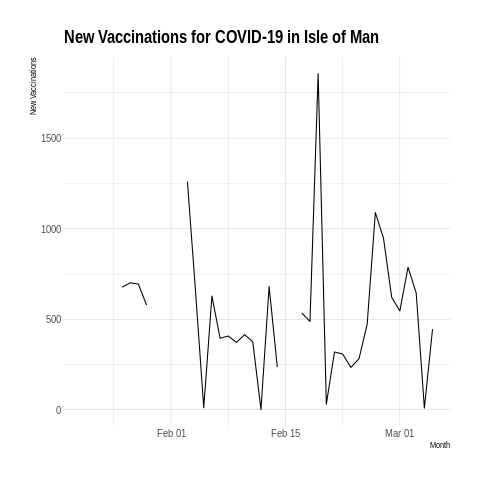 New Vaccinations for COVID-19 in Isle of Man
New Vaccinations
1500
1000
500
0
Feb 01
Feb 15
Mar 01
Month